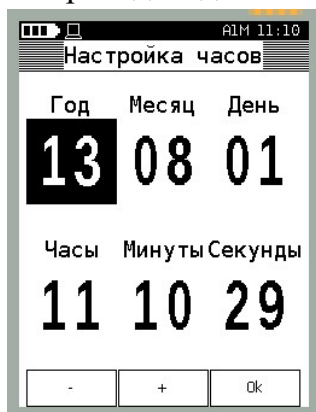 A1M 11:10
Настройка часов
Год Месяц День
13 08 01
Часы Минуты Секунды
11 10 29
- + Ok